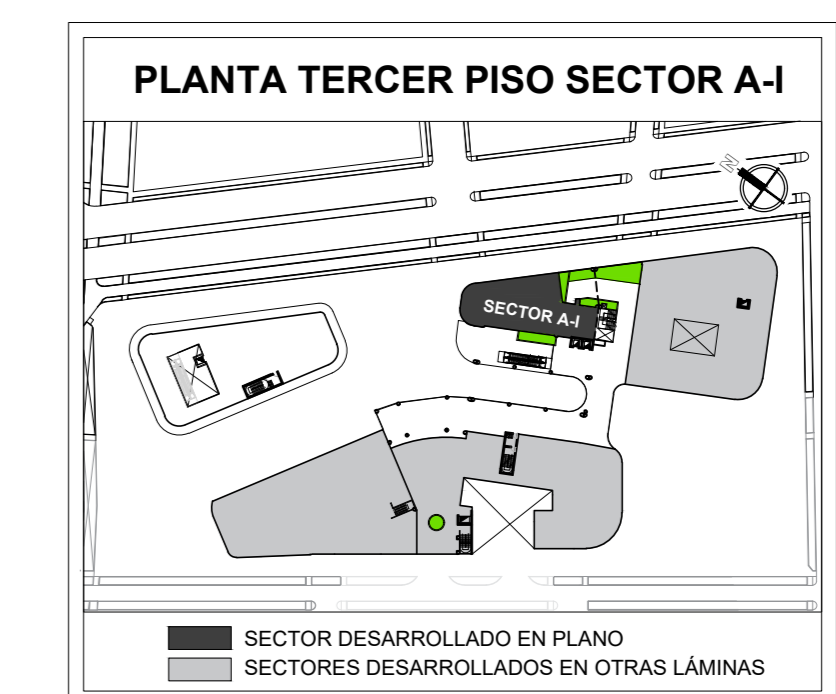 PLANTA TERCER PISO SECTOR A-I
N
SECTOR A-I
SECTOR DESARROLLADO EN PLANO
SECTORES DESARROLLADOS EN OTRAS LÁMINAS